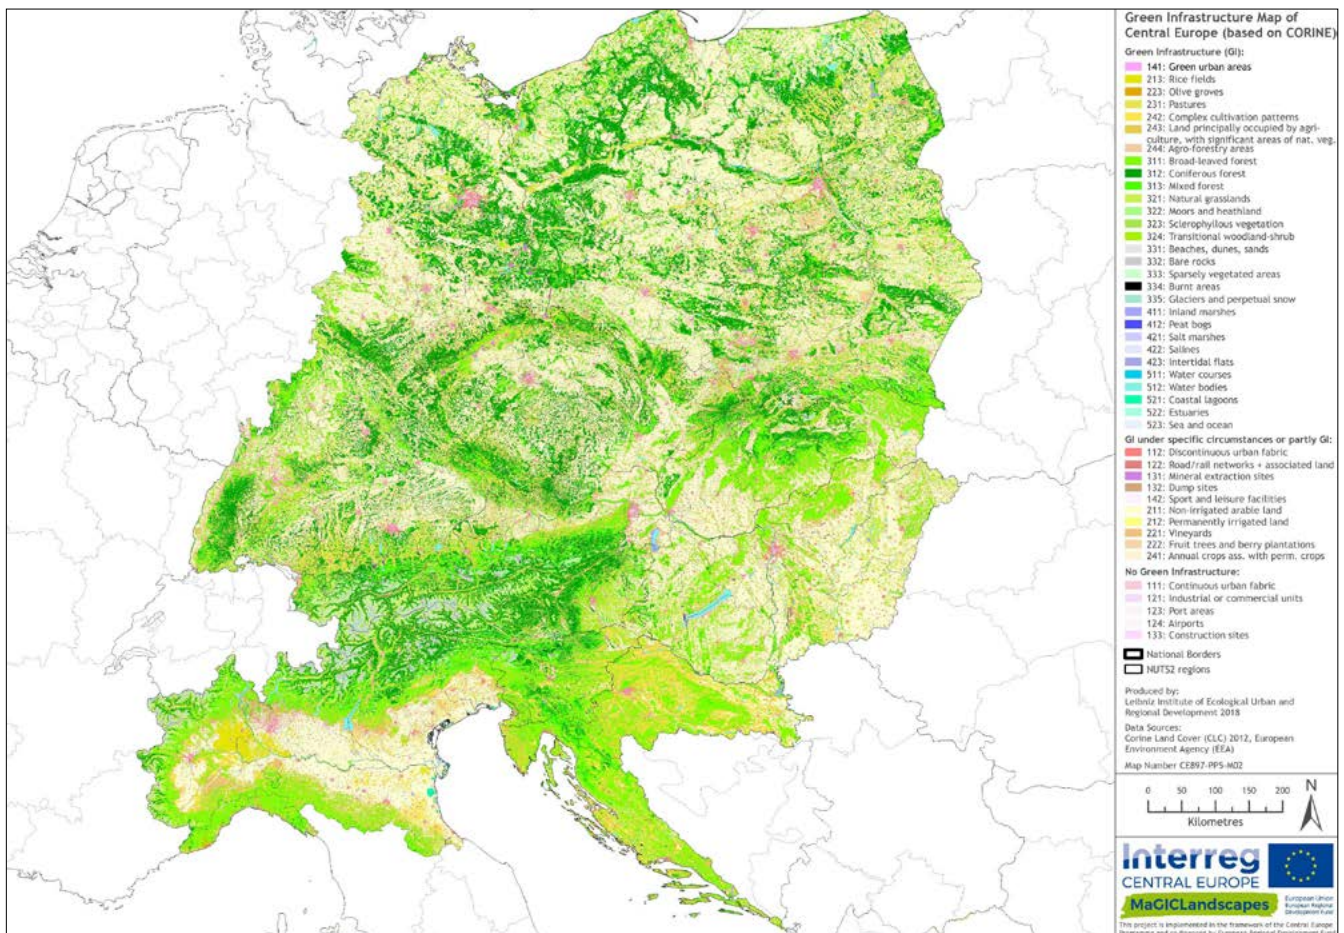 Green Infrastructure Map of
Central Europe (based on CORINE)
Green Infrastructure (GI):
141: Green urban areas
213: Rice fields
223: Olive groves
231: Pastures
242: Complex cultivation patterns
243: Land principally occupied by agri-
culture, with significant areas of nat. veg.
244: Agro-forestry areas
311: Broad-leaved forest
312: Coniferous forest
313: Mixed forest
321: Natural grasslands
322: Moors and heathland
323: Sclerophyllous vegetation
324: Transitional woodland-shrub
331: Beaches, dunes, sands
332: Bare rocks
333: Sparsely vegetated areas
334: Burnt areas
335: Glaciers and perpetual snow
411: Inland marshes
412: Peat bogs
421: Salt marshes
422: Salines
423: Intertidal flats
511: Water courses
512: Water bodies
521: Coastal lagoons
522: Estuaries
523: Sea and ocean
GI under specific circumstances or partly GI:
112: Discontinuous urban fabric
122: Road/rail networks + associated land
131: Mineral extraction sites
132: Dump sites
142: Sport and leisure facilities
211: Non-irrigated arable land
212: Permanently irrigated land
221: Vineyards
222: Fruit trees and berry plantations
241: Annual crops ass. with perm. crops
No Green Infrastructure:
111: Continuous urban fabric
121: Industrial or commercial units
123: Port areas
124: Airports
133: Construction sites
National Borders
NUTS2 regions
Produced by:
Leibniz Institute of Ecological Urban and
Regional Development 2018
Data Sources:
Corine Land Cover (CLC) 2012, European
Environment Agency (EEA)
Map Number CE897-PP5-M02
N
0 50 100 150 200
Kilometres
Interreg
CENTRAL EUROPE
MaGICLandscapes
European Union
European Regional
Development Fund
This project is implemented in the framework of the Central Europe